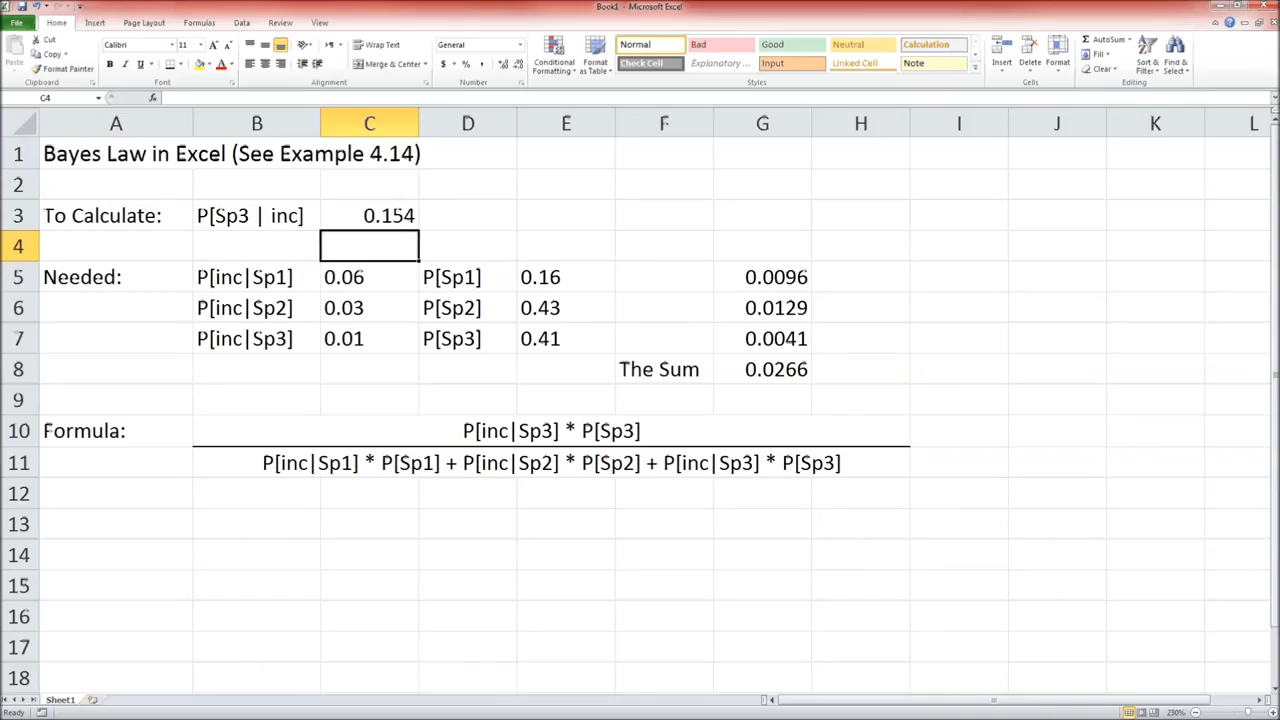 Book1 - Microsoft Excel
File Home Insert Page Layout Formulas Data Review View
Cut Calibri 11 Wrap Text General Normal Bad Good Neutral Calculation AutoSum
Copy Fill
Paste Format Painter Merge & Center Conditional Formatting Format as Table Check Cell Explanatory ... Input Linked Cell Note Insert Delete Format Clear Sort & Filter Find & Select
Clipboard Font Alignment Number Styles Cells Editing
C4 fx
A B C D E F G H I J K L
1 Bayes Law in Excel (See Example 4.14)
2
3 To Calculate: P[Sp3 | inc] 0.154
4
5 Needed: P[inc|Sp1] 0.06 P[Sp1] 0.16 0.0096
6 P[inc|Sp2] 0.03 P[Sp2] 0.43 0.0129
7 P[inc|Sp3] 0.01 P[Sp3] 0.41 0.0041
8 The Sum 0.0266
9
10 Formula: P[inc|Sp3] * P[Sp3]
11 P[inc|Sp1] * P[Sp1] + P[inc|Sp2] * P[Sp2] + P[inc|Sp3] * P[Sp3]
12
13
14
15
16
17
18
Sheet1
Ready 230%